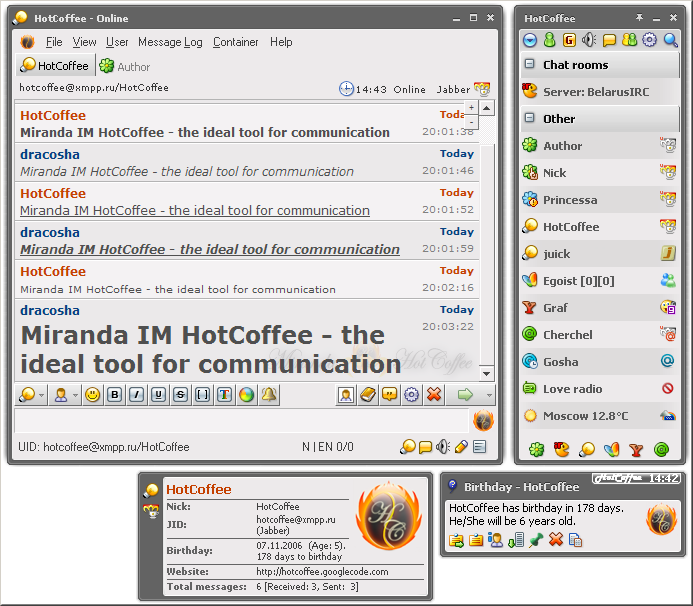 HotCoffee - Online
File View User Message Log Container Help
HotCoffee Author
hotcoffee@xmpp.ru/HotCoffee 14:43 Online Jabber
HotCoffee Today
Miranda IM HotCoffee - the ideal tool for communication 20:01:38
dracosha Today
Miranda IM HotCoffee - the ideal tool for communication 20:01:46
HotCoffee Today
Miranda IM HotCoffee - the ideal tool for communication 20:01:52
dracosha Today
Miranda IM HotCoffee - the ideal tool for communication 20:01:59
HotCoffee Today
Miranda IM HotCoffee - the ideal tool for communication 20:02:16
dracosha Today
Miranda IM HotCoffee - the 20:03:22
ideal tool for communication
B I U S [-] T
UID: hotcoffee@xmpp.ru/HotCoffee N | EN 0/0
HotCoffee
Chat rooms
Server: BelarusIRC
Other
Author
Nick
Princessa
HotCoffee
juick
Egoist [0][0]
Graf
Cherchel
Gosha
Love radio
Moscow 12.8°C
HotCoffee
Nick: HotCoffee
JID: hotcoffee@xmpp.ru
(Jabber)
Birthday: 07.11.2006 (Age: 5).
178 days to birthday
Website: http://hotcoffee.googlecode.com
Total messages: 6 [Received: 3, Sent: 3]
HotCoffee 14:42
Birthday - HotCoffee
HotCoffee has birthday in 178 days.
He/She will be 6 years old.